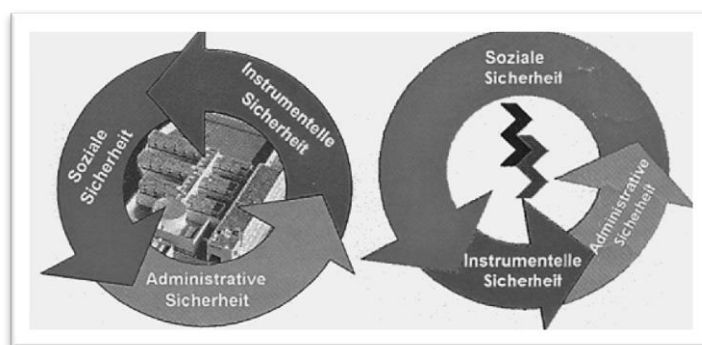 Soziale
Sicherheit
Instrumentelle
Sicherheit
Administrative
Sicherheit
Soziale
Sicherheit
Administrative
Sicherheit
Instrumentelle
Sicherheit